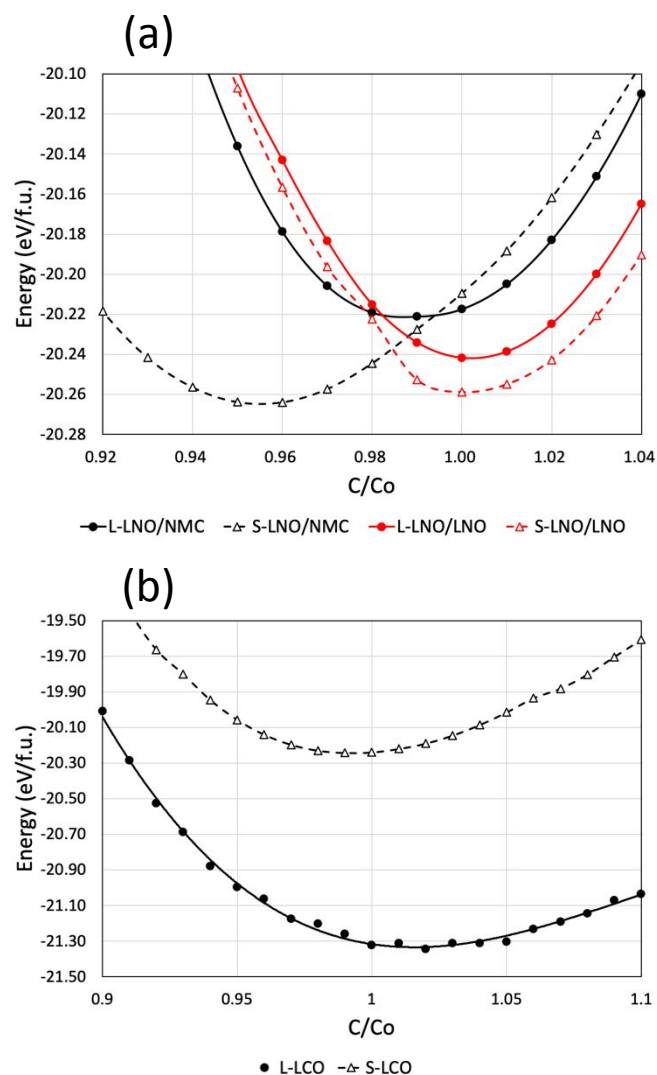 (a)
Energy (eV/f.u.)
-20.10
-20.12
-20.14
-20.16
-20.18
-20.20
-20.22
-20.24
-20.26
-20.28
0.92 0.94 0.96 0.98 1.00 1.02 1.04
C/Co
L-LNO/NMC S-LNO/NMC L-LNO/LNO S-LNO/LNO
(b)
Energy (eV/f.u.)
-19.50
-19.70
-19.90
-20.10
-20.30
-20.50
-20.70
-20.90
-21.10
-21.30
-21.50
0.9 0.95 1 1.05 1.1
C/Co
L-LCO S-LCO